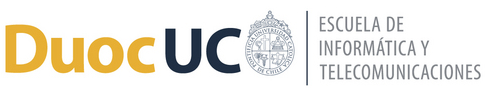 Duoc UC
ESCUELA DE
INFORMÁTICA Y
TELECOMUNICACIONES